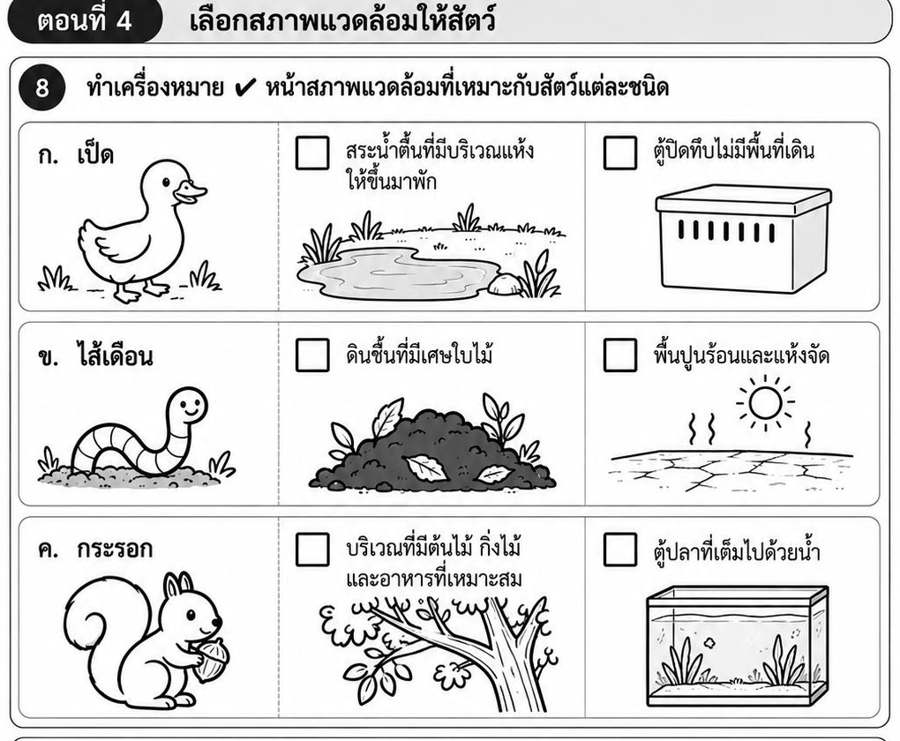 ตอนที่ 4 เลือกสภาพแวดล้อมให้สัตว์
8 ทำเครื่องหมาย ✔ หน้าสภาพแวดล้อมที่เหมาะกับสัตว์แต่ละชนิด
ก. เป็ด
สระน้ำตื้นที่มีบริเวณแห้ง
ให้ขึ้นมาพัก
ตู้ปิดทึบไม่มีพื้นที่เดิน
ข. ไส้เดือน
ดินชื้นที่มีเศษใบไม้
พื้นปูนร้อนและแห้งจัด
ค. กระรอก
บริเวณที่มีต้นไม้ กิ่งไม้
และอาหารที่เหมาะสม
ตู้ปลาที่เต็มไปด้วยน้ำ